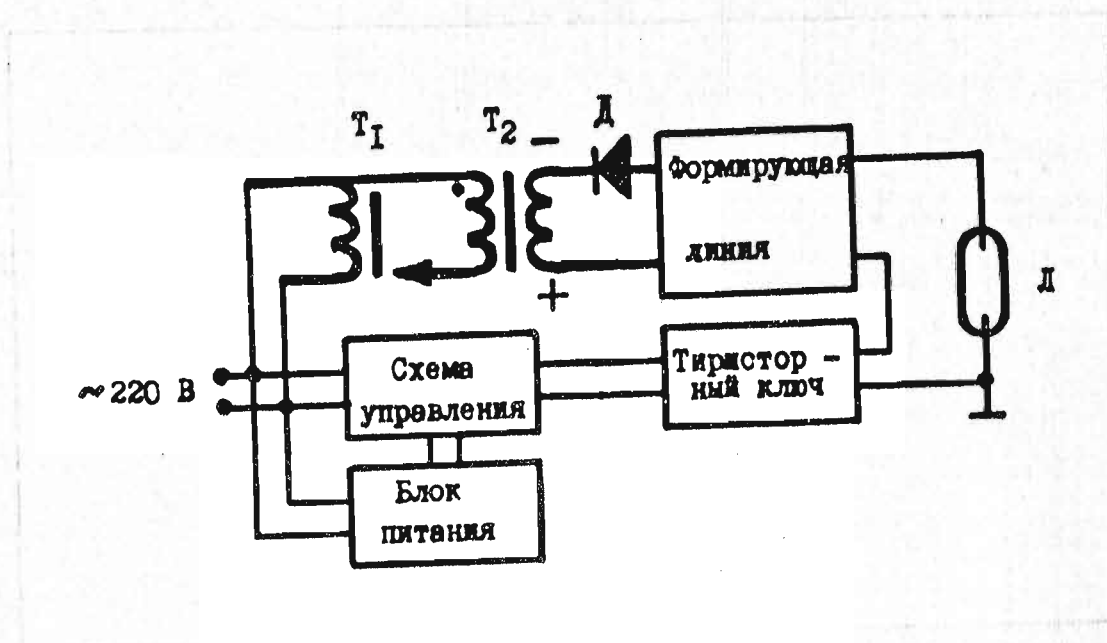 T1
T2
−
Д
Формирующая
линия
+
Л
~220 В
Схема
управления
Тиристор -
ный ключ
Блок
питания